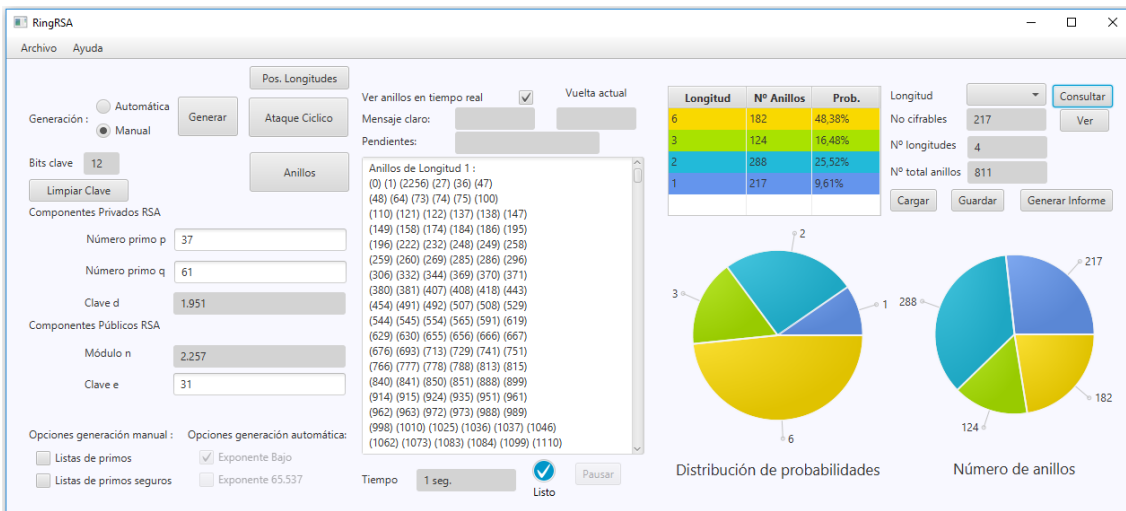 RingRSA
Archivo Ayuda
Generación :
Automática
Manual
Generar
Pos. Longitudes
Ataque Ciclico
Anillos
Bits clave 12
Limpiar Clave
Componentes Privados RSA
Número primo p 37
Número primo q 61
Clave d 1.951
Componentes Públicos RSA
Módulo n 2.257
Clave e 31
Opciones generación manual :
Listas de primos
Listas de primos seguros
Opciones generación automática:
Exponente Bajo
Exponente 65.537
Ver anillos en tiempo real
Vuelta actual
Mensaje claro:
Pendientes:
Anillos de Longitud 1 :
(0) (1) (2256) (27) (36) (47)
(48) (64) (73) (74) (75) (100)
(110) (121) (122) (137) (138) (147)
(149) (158) (174) (184) (186) (195)
(196) (222) (232) (248) (249) (258)
(259) (260) (269) (285) (286) (296)
(306) (332) (344) (369) (370) (371)
(380) (381) (407) (408) (418) (443)
(454) (491) (492) (507) (508) (529)
(544) (545) (554) (565) (591) (619)
(629) (630) (655) (656) (666) (667)
(676) (693) (713) (729) (741) (751)
(766) (777) (778) (788) (813) (815)
(840) (841) (850) (851) (888) (899)
(914) (915) (924) (935) (951) (961)
(962) (963) (972) (973) (988) (989)
(998) (1010) (1025) (1036) (1037) (1046)
(1062) (1073) (1083) (1084) (1099) (1110)
Tiempo 1 seg.
Listo
Pausar
Longitud Nº Anillos Prob.
6 182 48,38%
3 124 16,48%
2 288 25,52%
1 217 9,61%
Longitud
Consultar
No cifrables 217
Ver
Nº longitudes 4
Nº total anillos 811
Cargar Guardar Generar Informe
2
3
1
6
Distribución de probabilidades
217
288
182
124
Número de anillos